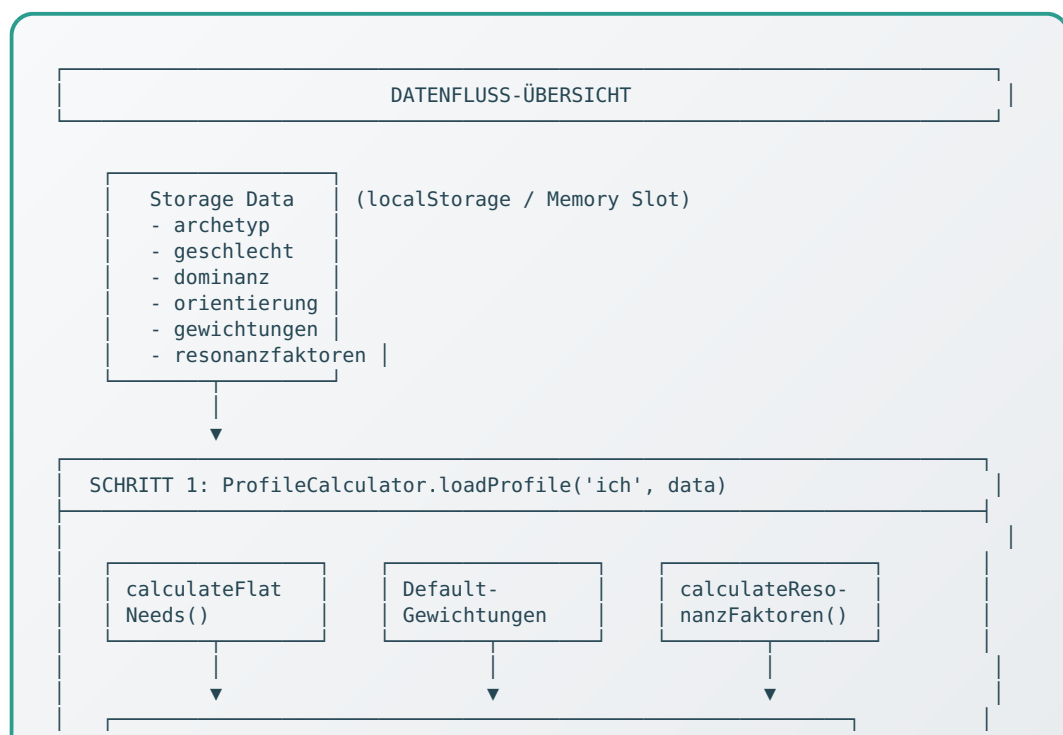 DATENFLUSS-ÜBERSICHT
Storage Data (localStorage / Memory Slot)
- archetyp
- geschlecht
- dominanz
- orientierung
- gewichtungen
- resonanzfaktoren
SCHRITT 1: ProfileCalculator.loadProfile('ich', data)
calculateFlat Default- calculateReso-
Needs() Gewichtungen nanzFaktoren()